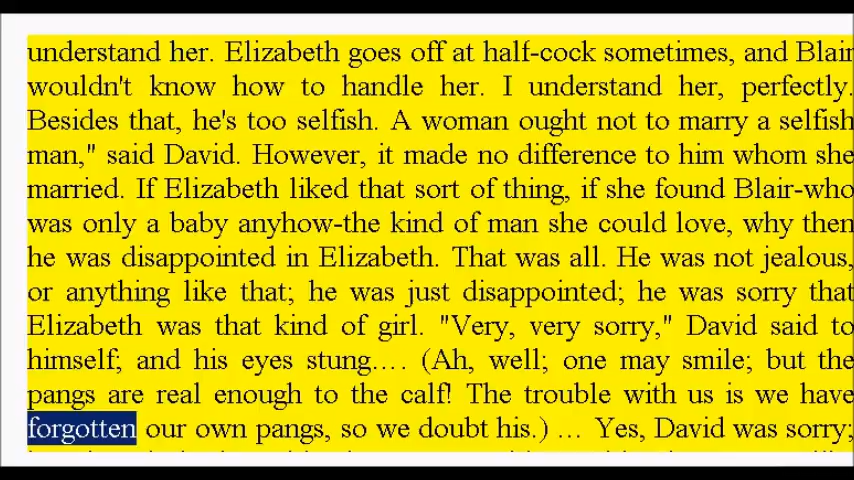 understand her. Elizabeth goes off at half-cock sometimes, and Blair
wouldn't know how to handle her. I understand her, perfectly.
Besides that, he's too selfish. A woman ought not to marry a selfish
man," said David. However, it made no difference to him whom she
married. If Elizabeth liked that sort of thing, if she found Blair-who
was only a baby anyhow-the kind of man she could love, why then
he was disappointed in Elizabeth. That was all. He was not jealous,
or anything like that; he was just disappointed; he was sorry that
Elizabeth was that kind of girl. "Very, very sorry," David said to
himself; and his eyes stung.... (Ah, well; one may smile; but the
pangs are real enough to the calf! The trouble with us is we have
forgotten our own pangs, so we doubt his.) ... Yes, David was sorry;